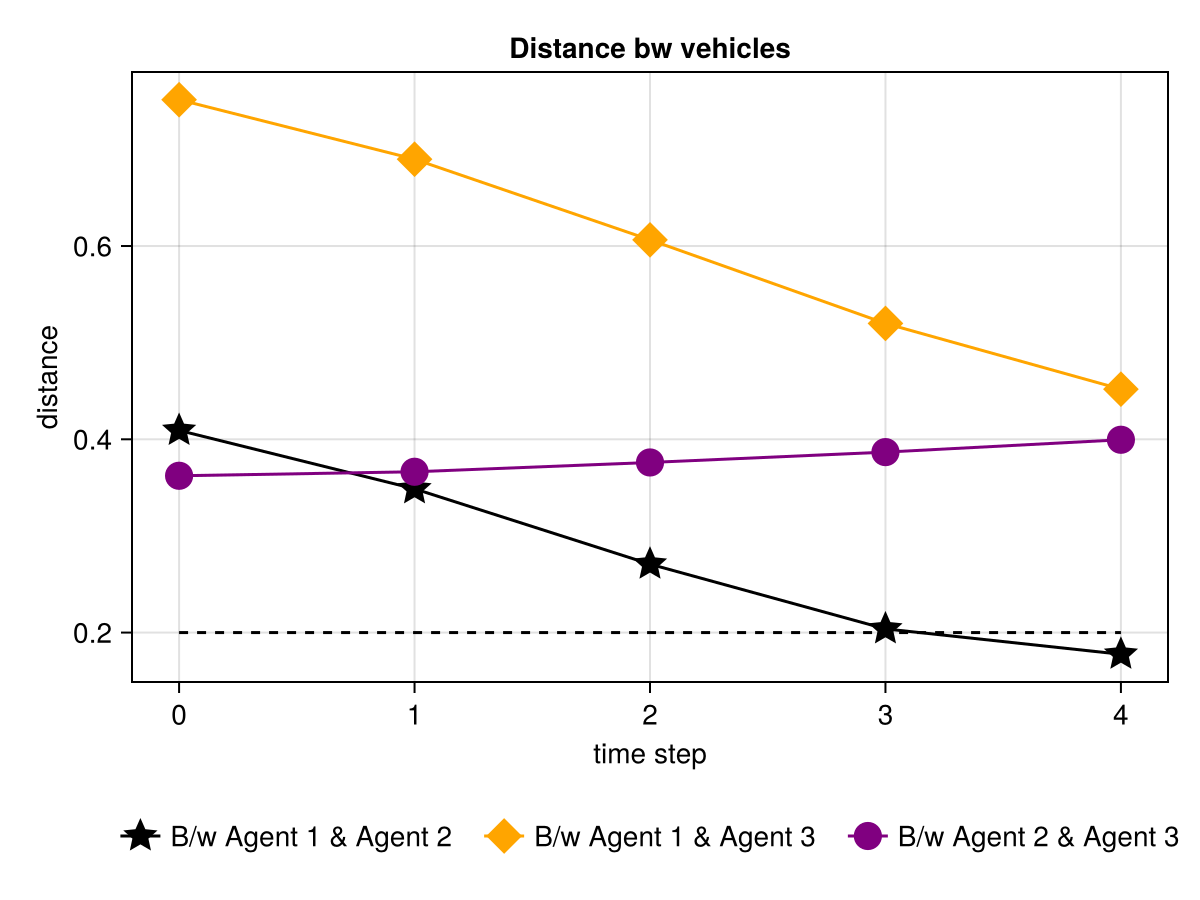 Distance bw vehicles
0.6
0.4
0.2
distance
0 1 2 3 4
time step
B/w Agent 1 & Agent 2 B/w Agent 1 & Agent 3 B/w Agent 2 & Agent 3